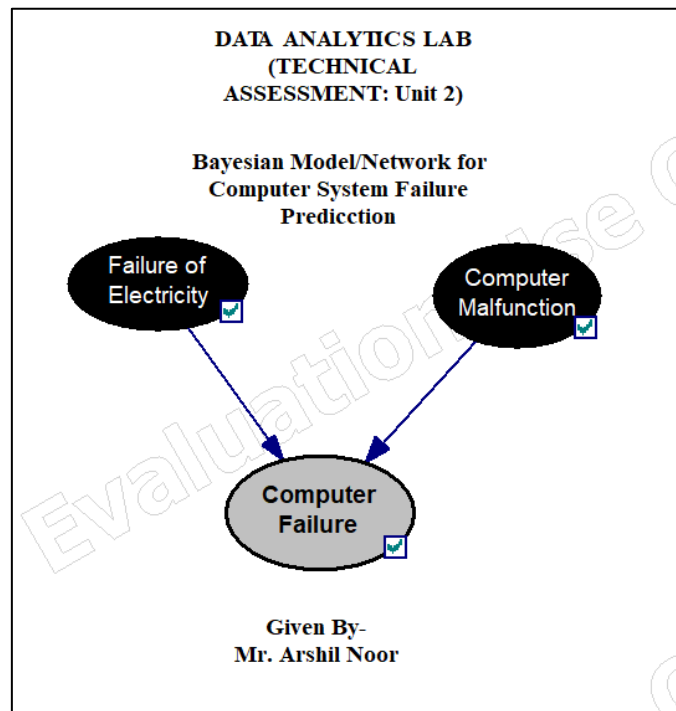 DATA ANALYTICS LAB
(TECHNICAL
ASSESSMENT: Unit 2)
Bayesian Model/Network for
Computer System Failure
Predicction
Failure of
Electricity
Computer
Malfunction
Evaluation Use
Computer
Failure
Given By-
Mr. Arshil Noor